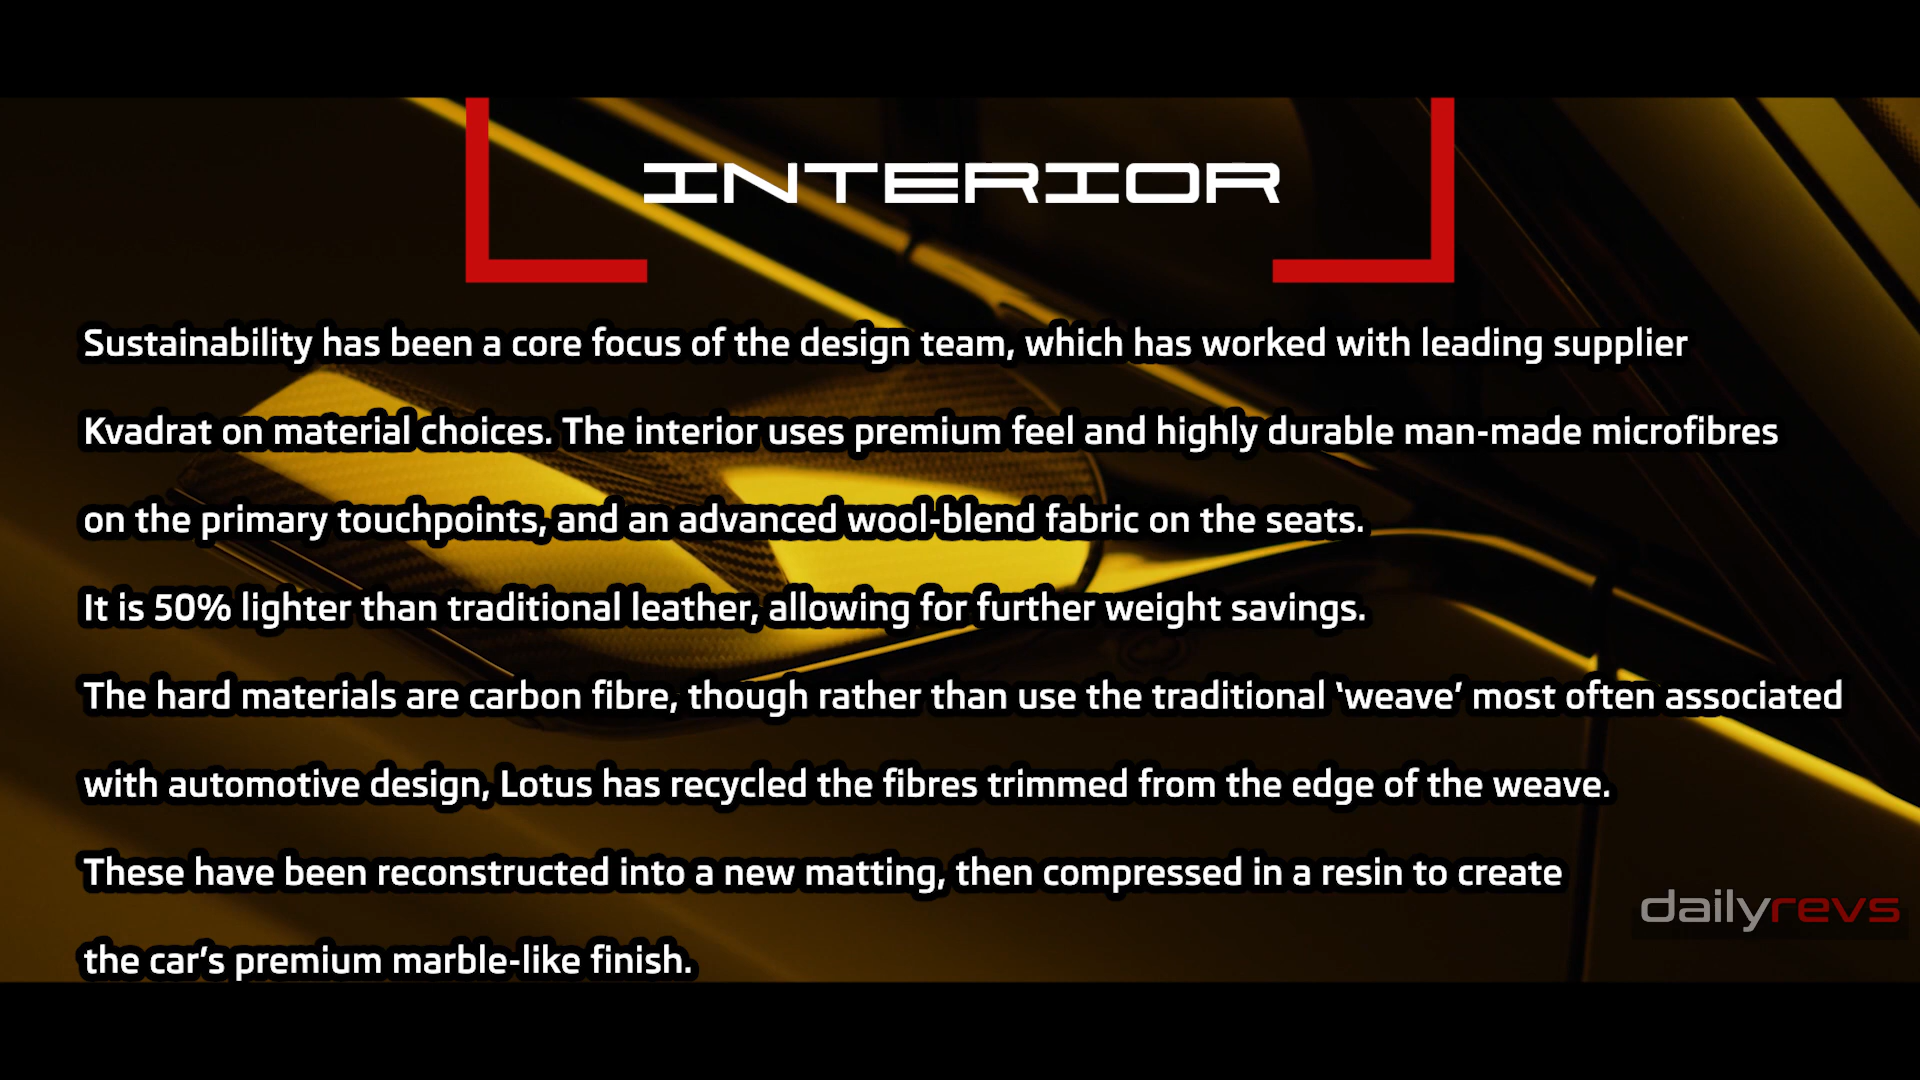 INTERIOR
Sustainability has been a core focus of the design team, which has worked with leading supplier
Kvadrat on material choices. The interior uses premium feel and highly durable man-made microfibres
on the primary touchpoints, and an advanced wool-blend fabric on the seats.
It is 50% lighter than traditional leather, allowing for further weight savings.
The hard materials are carbon fibre, though rather than use the traditional ‘weave’ most often associated
with automotive design, Lotus has recycled the fibres trimmed from the edge of the weave.
These have been reconstructed into a new matting, then compressed in a resin to create
the car’s premium marble-like finish.
dailyrevs